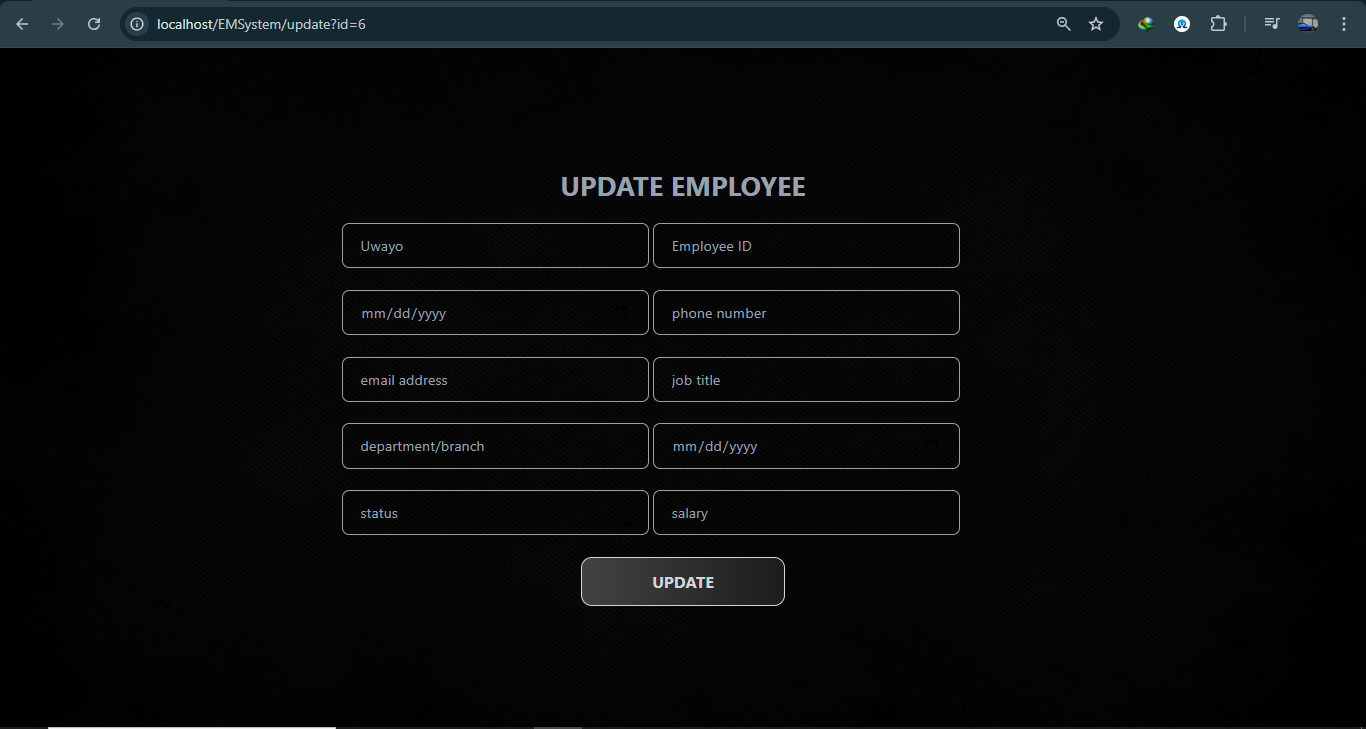 localhost/EMSystem/update?id=6
UPDATE EMPLOYEE
Uwayo Employee ID
mm/dd/yyyy phone number
email address job title
department/branch mm/dd/yyyy
status salary
UPDATE